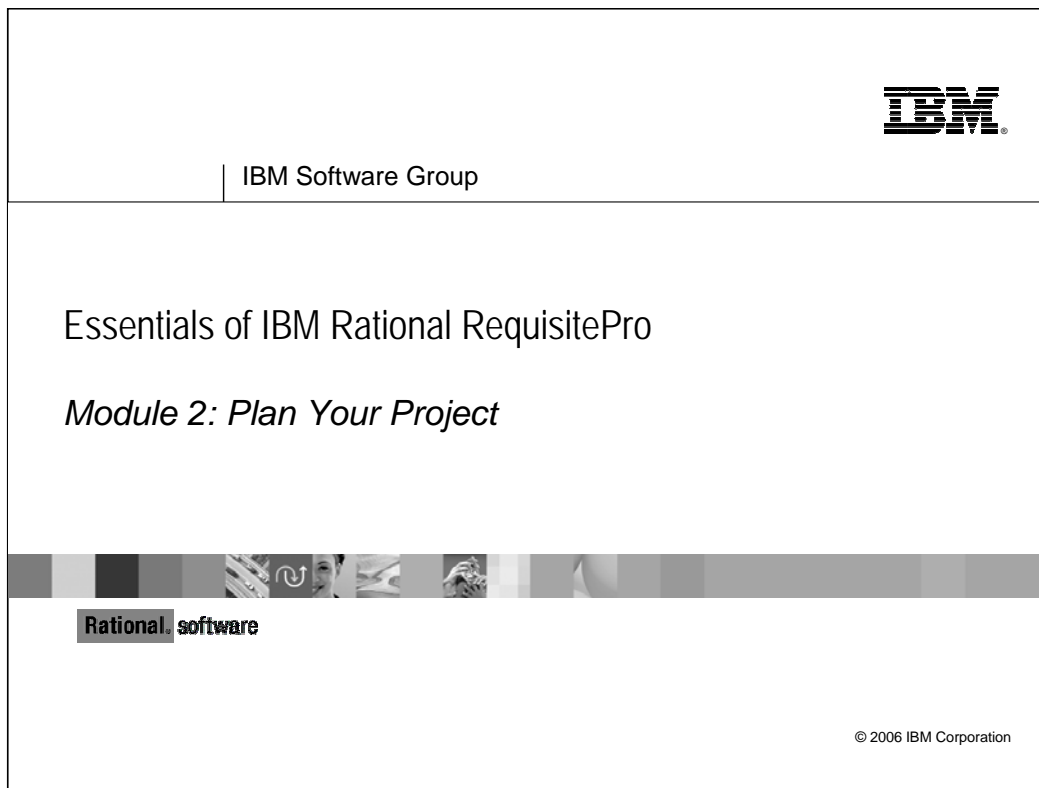 IBM®
IBM Software Group
Essentials of IBM Rational RequisitePro
Module 2: Plan Your Project
Rational® software
© 2006 IBM Corporation